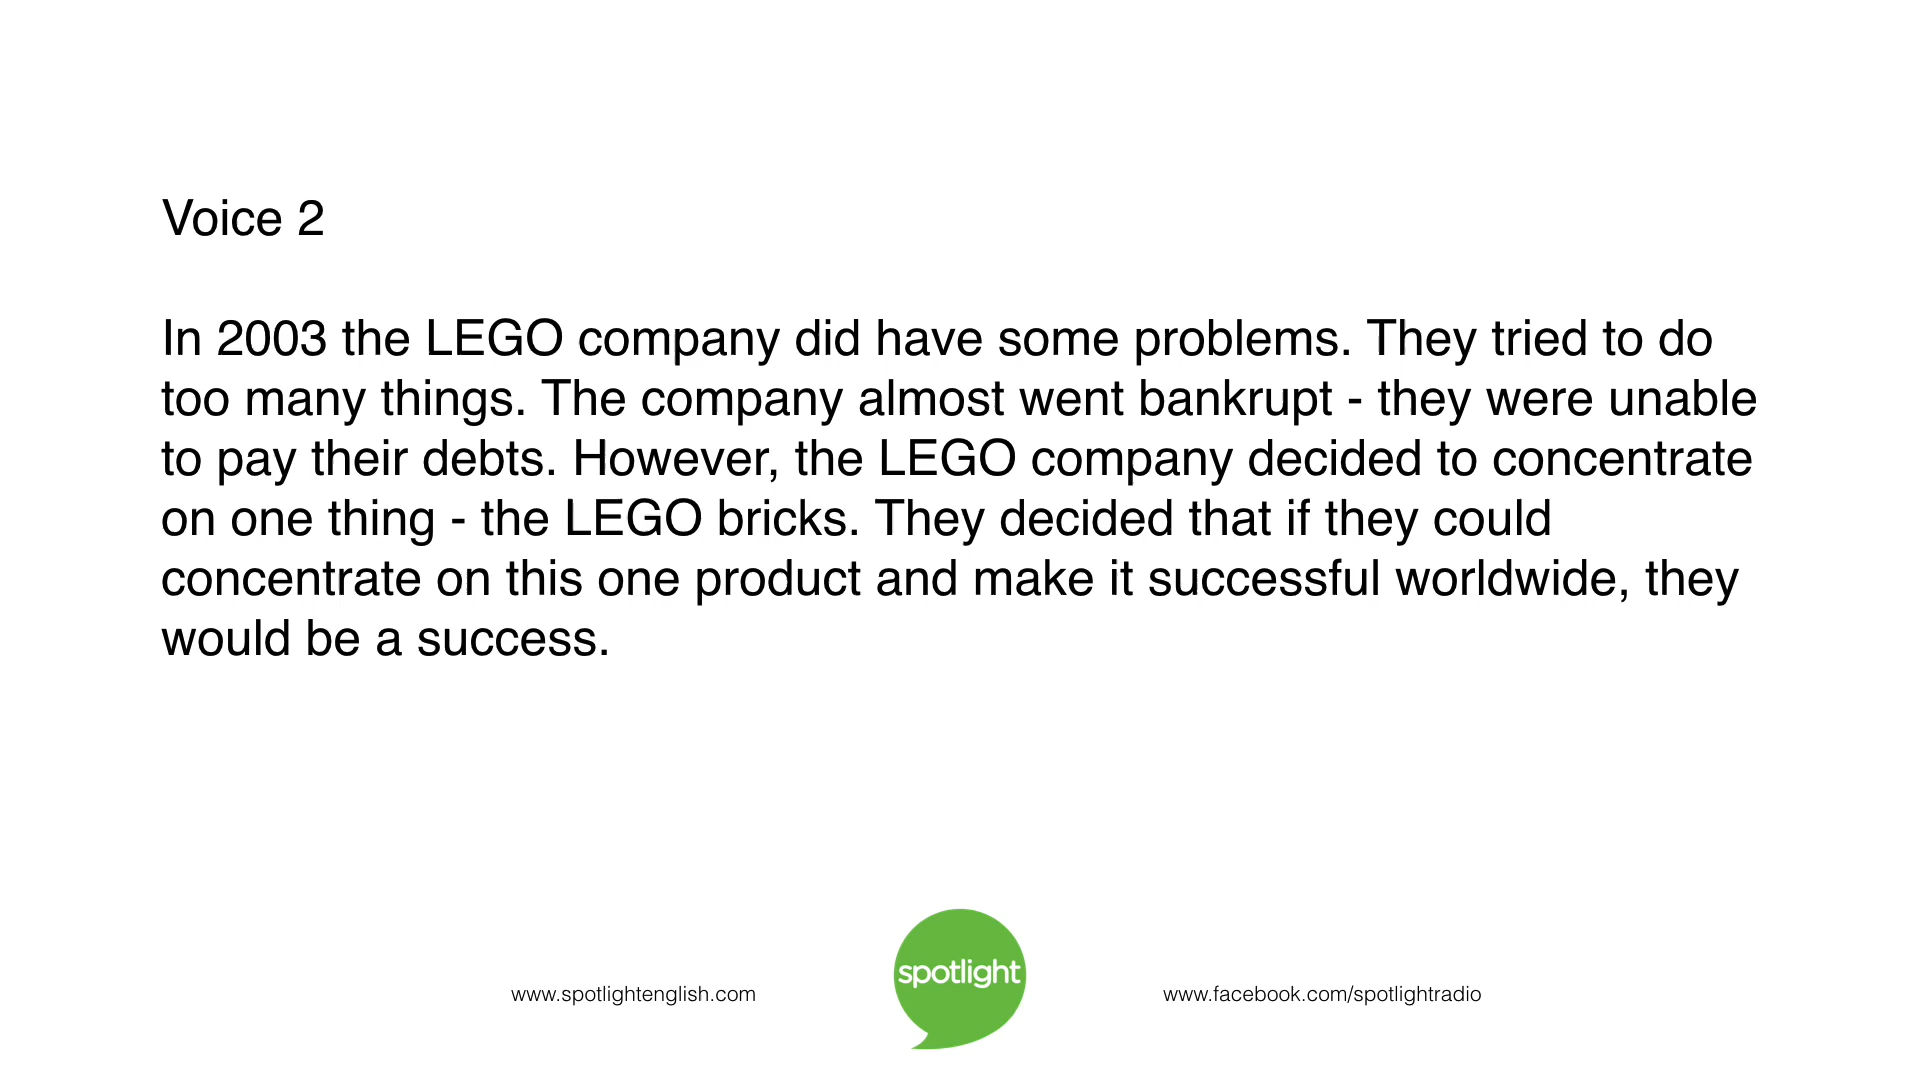 Voice 2
In 2003 the LEGO company did have some problems. They tried to do
too many things. The company almost went bankrupt - they were unable
to pay their debts. However, the LEGO company decided to concentrate
on one thing - the LEGO bricks. They decided that if they could
concentrate on this one product and make it successful worldwide, they
would be a success.
www.spotlightenglish.com
spotlight
www.facebook.com/spotlightradio